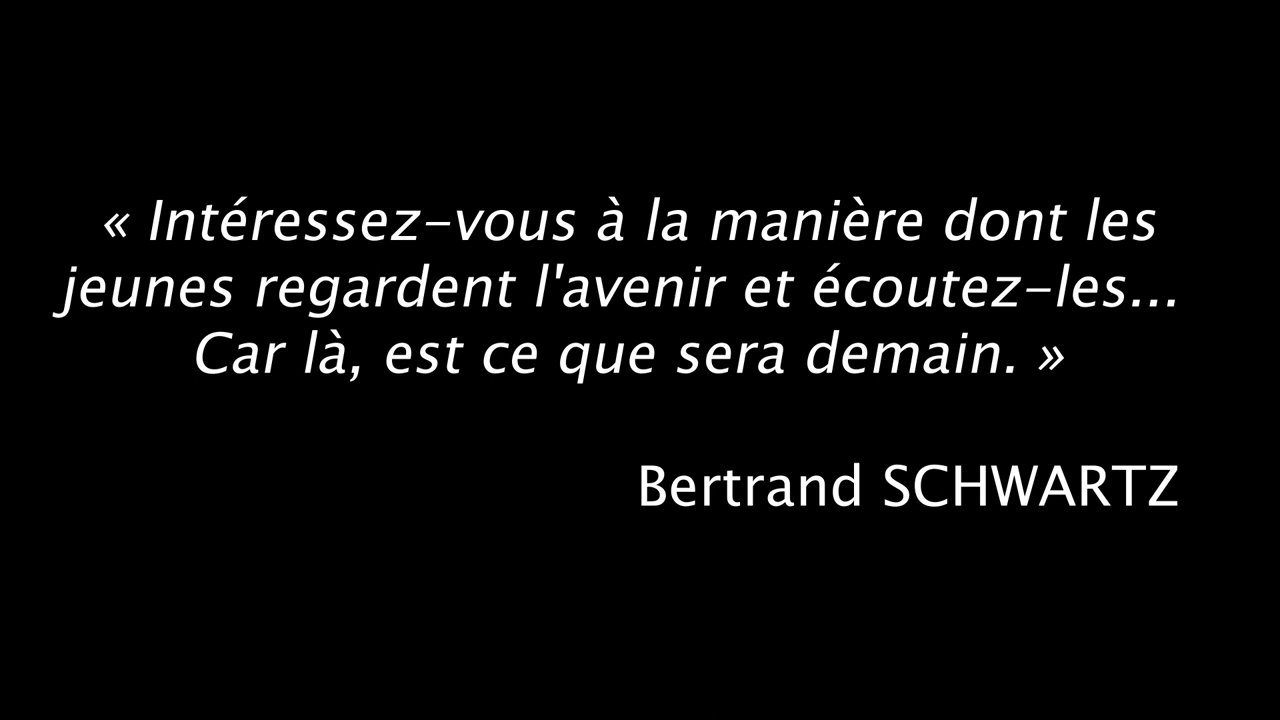 « Intéressez-vous à la manière dont les
jeunes regardent l'avenir et écoutez-les...
Car là, est ce que sera demain. »
Bertrand SCHWARTZ